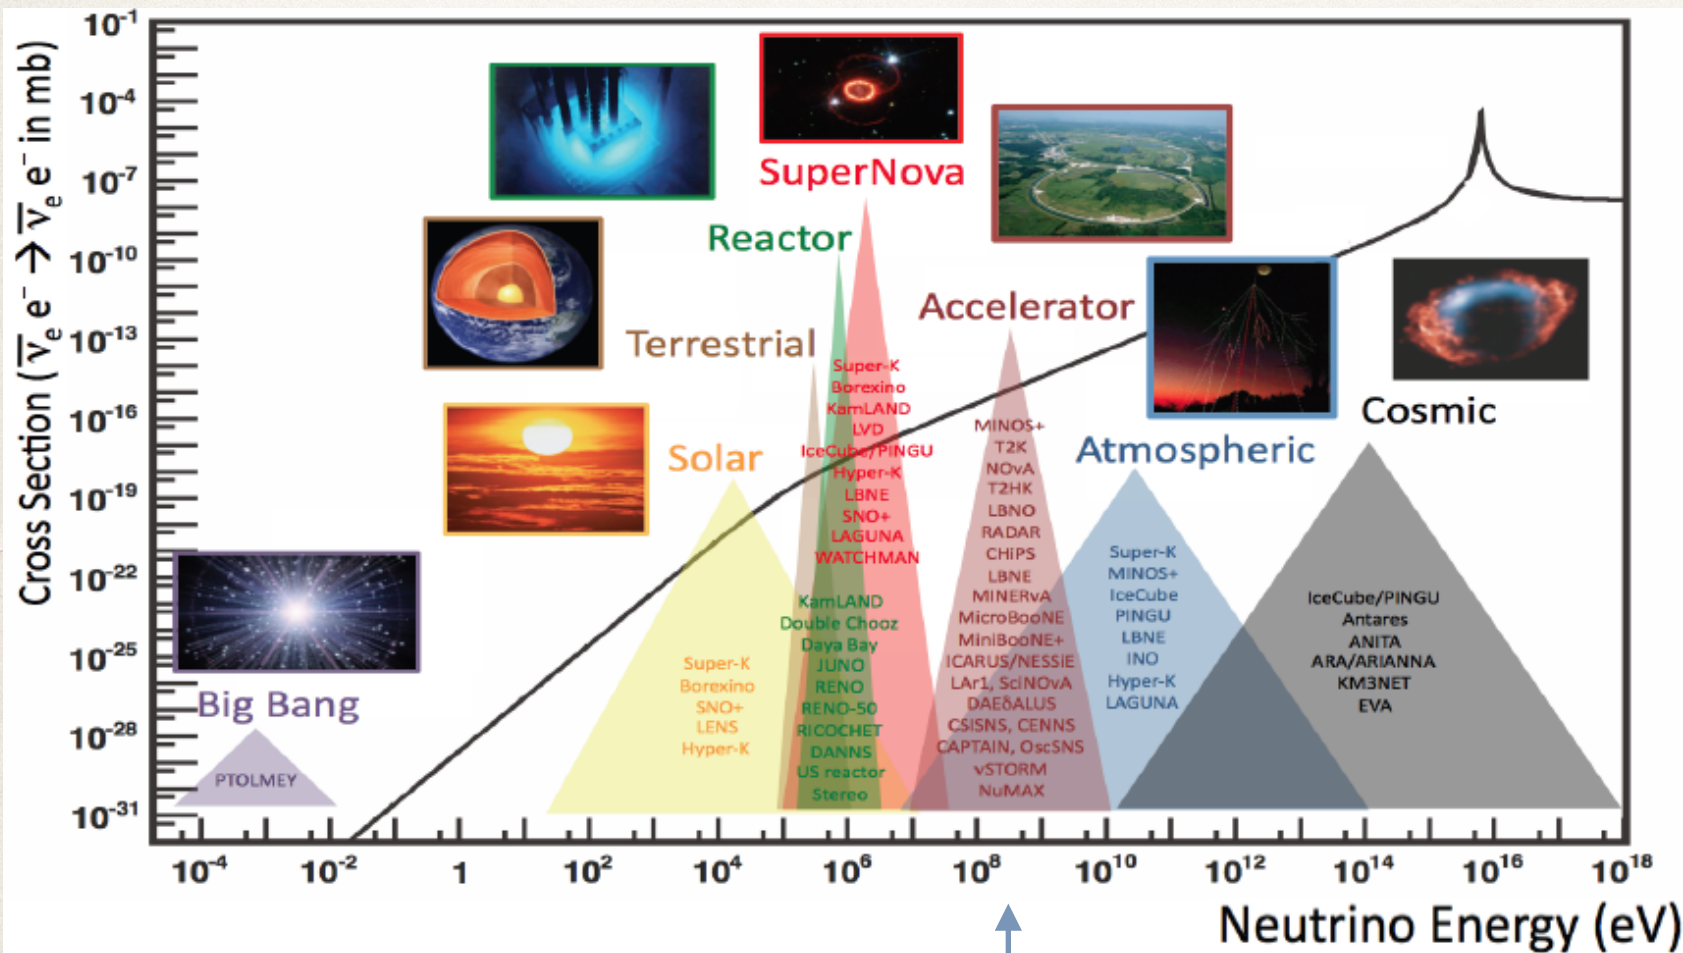 Cross Section (ν̅e e⁻ → ν̅e e⁻ in mb)
10⁻¹
10⁻⁴
10⁻⁷
10⁻¹⁰
10⁻¹³
10⁻¹⁶
10⁻¹⁹
10⁻²²
10⁻²⁵
10⁻²⁸
10⁻³¹
SuperNova
Reactor
Terrestrial
Accelerator
Solar
Atmospheric
Cosmic
Big Bang
PTOLMEY
Super-K
Borexino
SNO+
LENS
Hyper-K
Super-K
Borexino
KamLAND
LVD
IceCube/PINGU
Hyper-K
LBNE
SNO+
LAGUNA
WATCHMAN
KamLAND
Double Chooz
Daya Bay
JUNO
RENO
RENO-50
RICOCHET
DANNS
US reactor
Stereo
MINOS+
T2K
NOvA
T2HK
LBNO
RADAR
CHiPS
LBNE
MINERvA
MicroBooNE
MiniBooNE+
ICARUS/NESSiE
LAr1, SciNOvA
DAEδALUS
CSISNS, CENNS
CAPTAIN, OscSNS
νSTORM
NuMAX
Super-K
MINOS+
IceCube
PINGU
LBNE
INO
Hyper-K
LAGUNA
IceCube/PINGU
Antares
ANITA
ARA/ARIANNA
KM3NET
EVA
10⁻⁴ 10⁻² 1 10² 10⁴ 10⁶ 10⁸ 10¹⁰ 10¹² 10¹⁴ 10¹⁶ 10¹⁸
Neutrino Energy (eV)